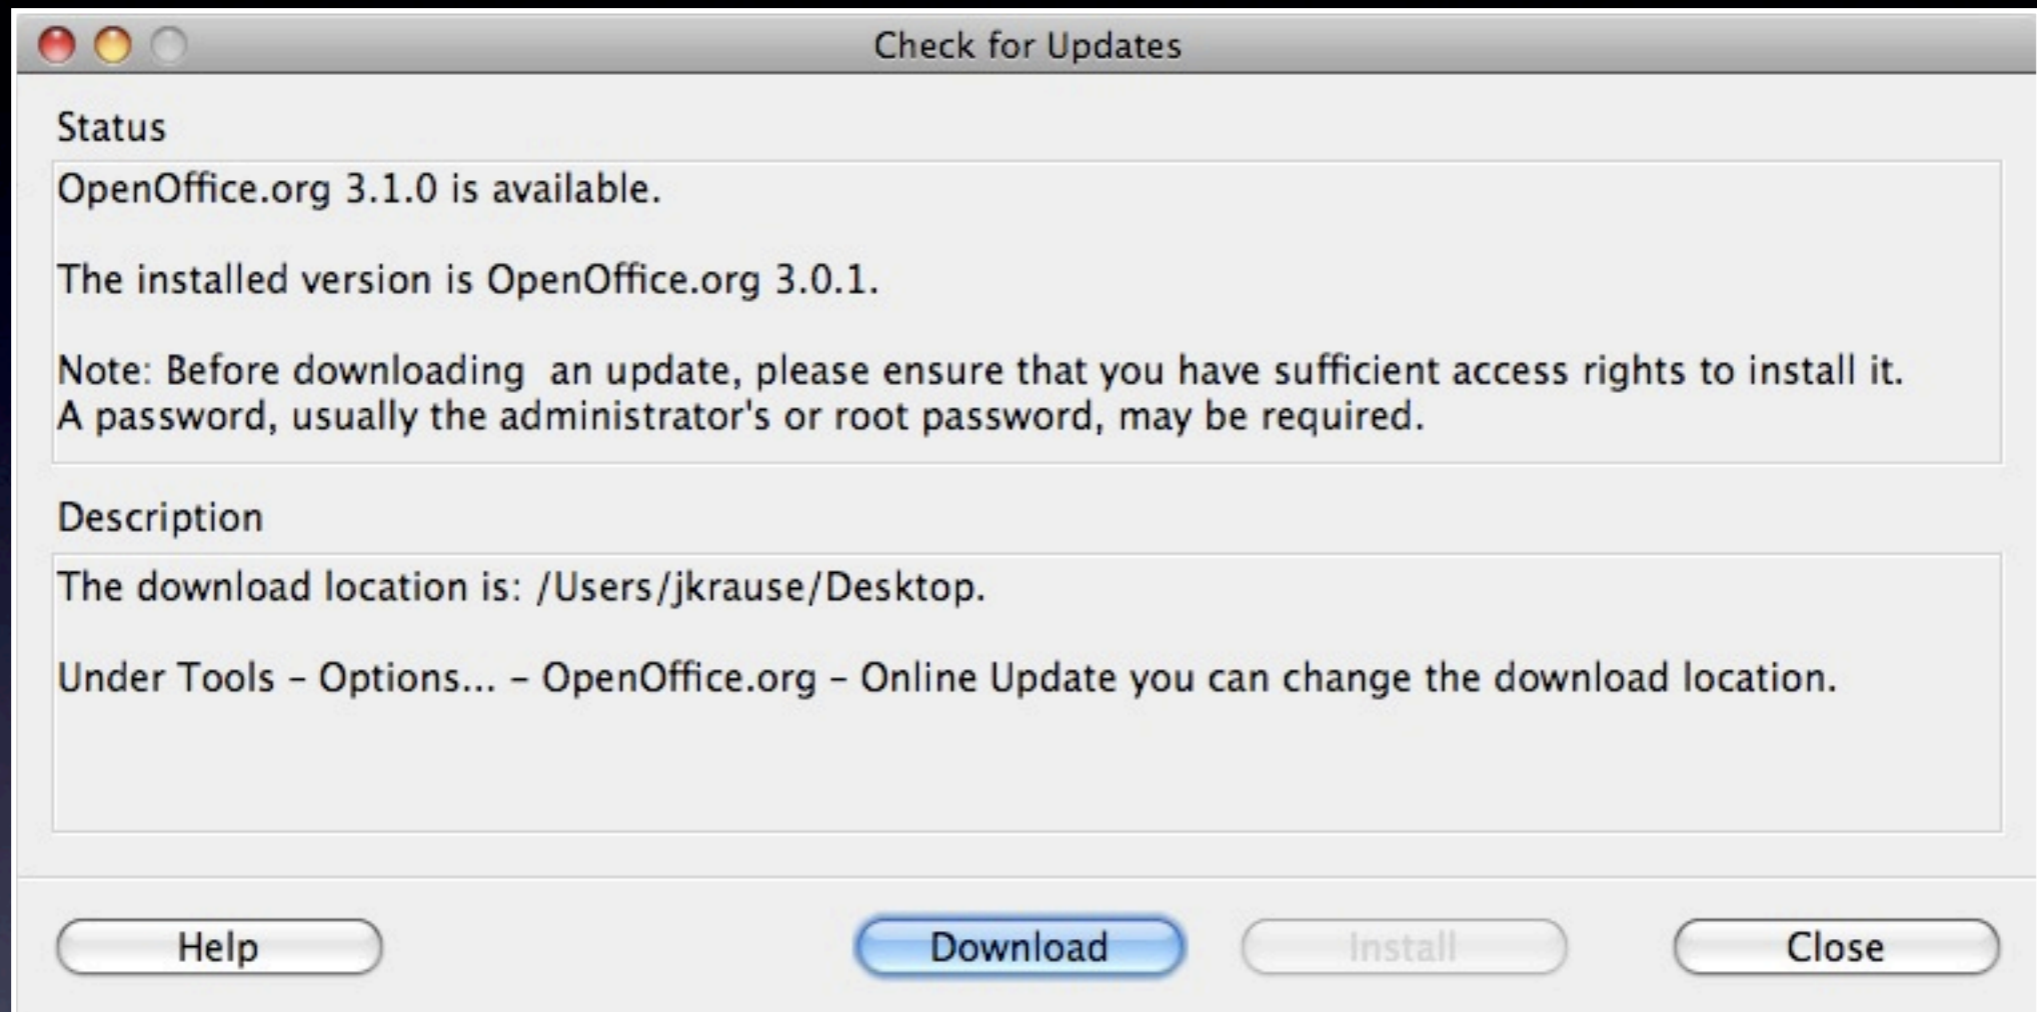 Check for Updates
Status
OpenOffice.org 3.1.0 is available.
The installed version is OpenOffice.org 3.0.1.
Note: Before downloading  an update, please ensure that you have sufficient access rights to install it.
A password, usually the administrator's or root password, may be required.
Description
The download location is: /Users/jkrause/Desktop.
Under Tools – Options... – OpenOffice.org – Online Update you can change the download location.
Help
Download
Install
Close